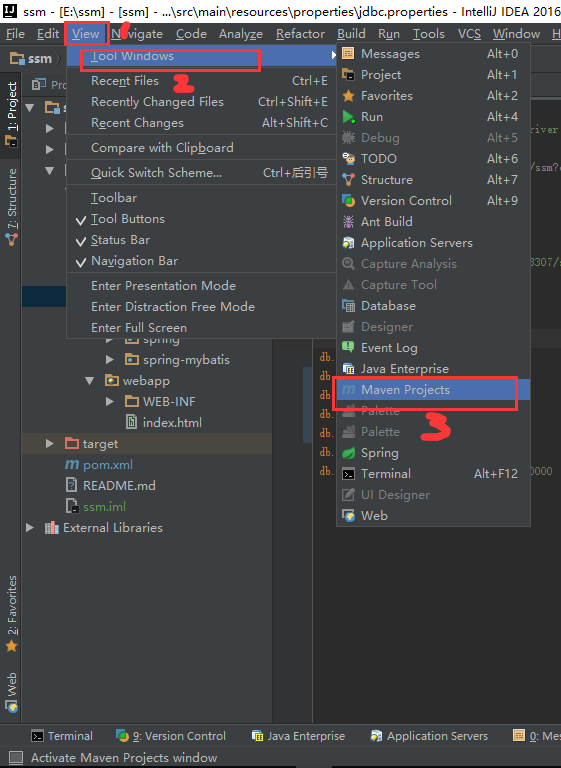 ssm - [E:\ssm] - [ssm] - ...\src\main\resources\properties\jdbc.properties - IntelliJ IDEA 2016
File Edit View Navigate Code Analyze Refactor Build Run Tools VCS Window
ssm
1: Project
7: Structure
2: Favorites
Web
Tool Windows
Recent Files Ctrl+E
Recently Changed Files Ctrl+Shift+E
Recent Changes Alt+Shift+C
Compare with Clipboard
Quick Switch Scheme... Ctrl+后引号
Toolbar
Tool Buttons
Status Bar
Navigation Bar
Enter Presentation Mode
Enter Distraction Free Mode
Enter Full Screen
1
2
3
Messages Alt+0
Project Alt+1
Favorites Alt+2
Run Alt+4
Debug Alt+5
TODO Alt+6
Structure Alt+7
Version Control Alt+9
Ant Build
Application Servers
Capture Analysis
Capture Tool
Database
Designer
Event Log
Java Enterprise
Maven Projects
Palette
Palette
Spring
Terminal Alt+F12
UI Designer
Web
spring
spring-mybatis
webapp
WEB-INF
index.html
target
pom.xml
README.md
ssm.iml
External Libraries
river
/ssm?
3307/s
db.
db.
db.
db.
db.
db.
db.
0000
Terminal 9: Version Control Java Enterprise Application Servers 0: Mes
Activate Maven Projects window